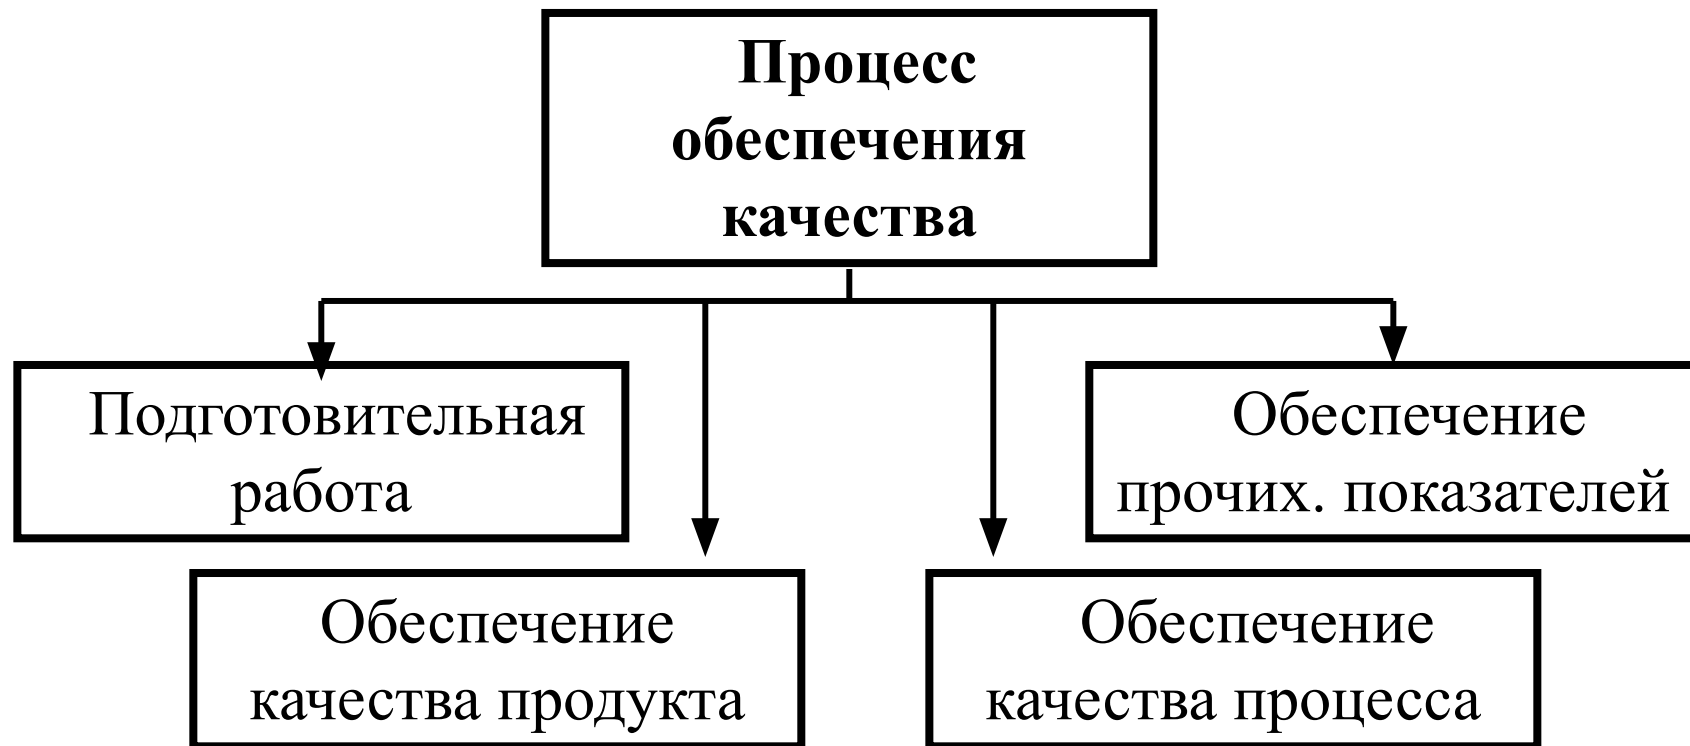 Процесс
обеспечения
качества
Подготовительная
работа
Обеспечение
прочих. показателей
Обеспечение
качества продукта
Обеспечение
качества процесса